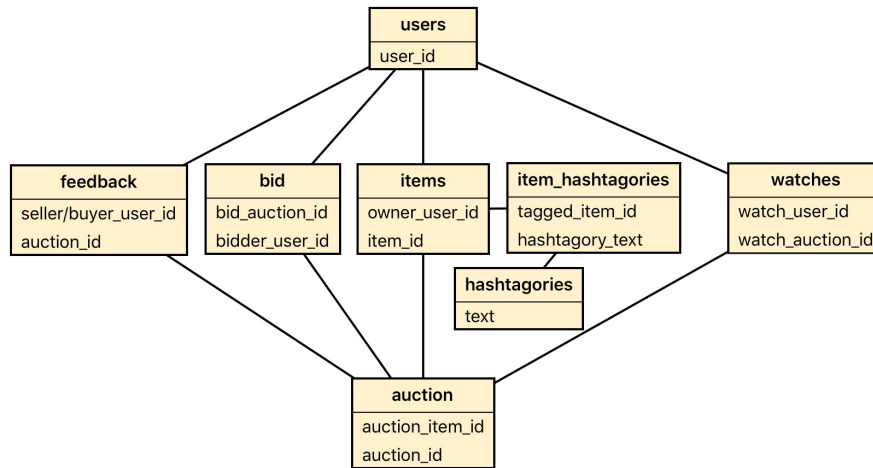 users
user_id
feedback
seller/buyer_user_id
auction_id
bid
bid_auction_id
bidder_user_id
items
owner_user_id
item_id
item_hashtagories
tagged_item_id
hashtagory_text
watches
watch_user_id
watch_auction_id
hashtagories
text
auction
auction_item_id
auction_id